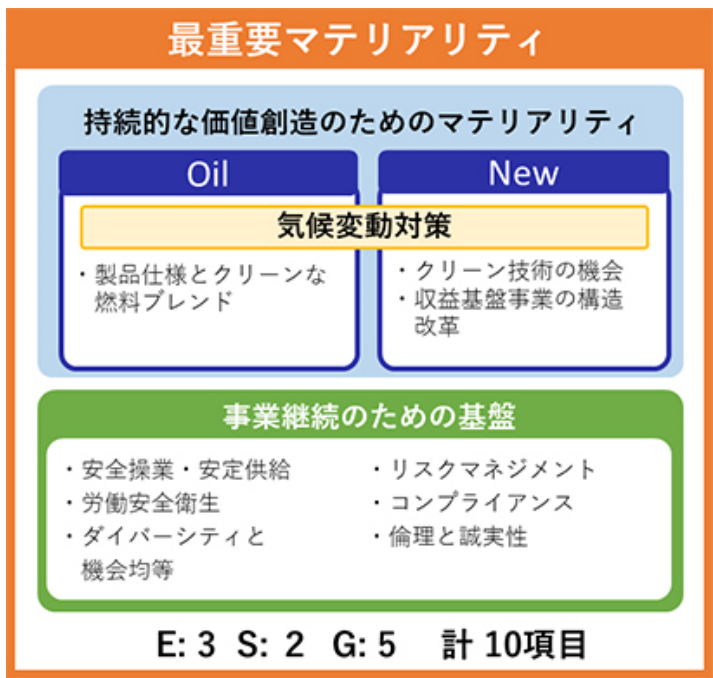 最重要マテリアリティ
持続的な価値創造のためのマテリアリティ
Oil
New
気候変動対策
・製品仕様とクリーンな
燃料ブレンド
・クリーン技術の機会
・収益基盤事業の構造
改革
事業継続のための基盤
・安全操業・安定供給
・労働安全衛生
・ダイバーシティと
機会均等
・リスクマネジメント
・コンプライアンス
・倫理と誠実性
E: 3 S: 2 G: 5 計 10項目